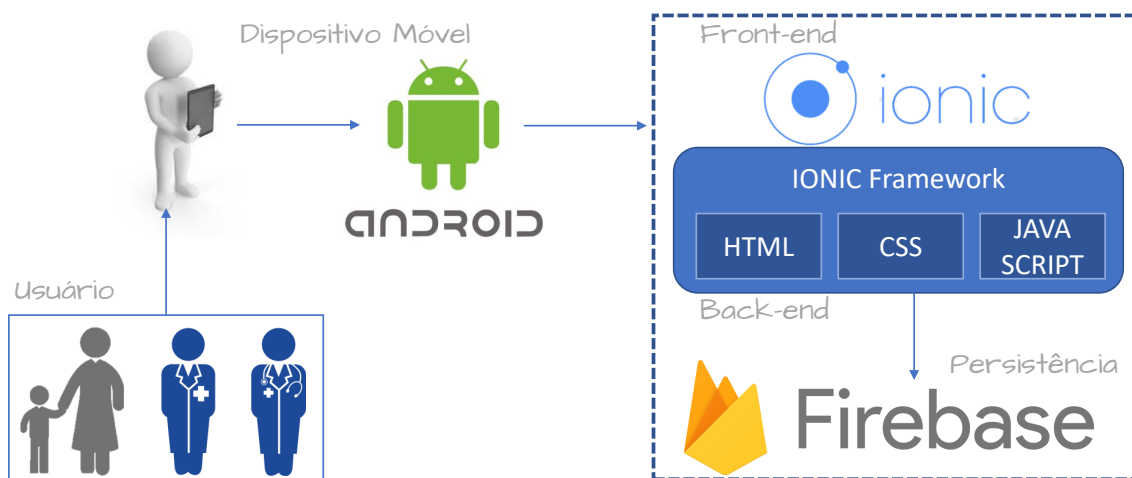 Dispositivo Móvel
Front-end
ionic
ANDROID
IONIC Framework
HTML
CSS
JAVA
SCRIPT
Usuário
Back-end
Persistência
Firebase